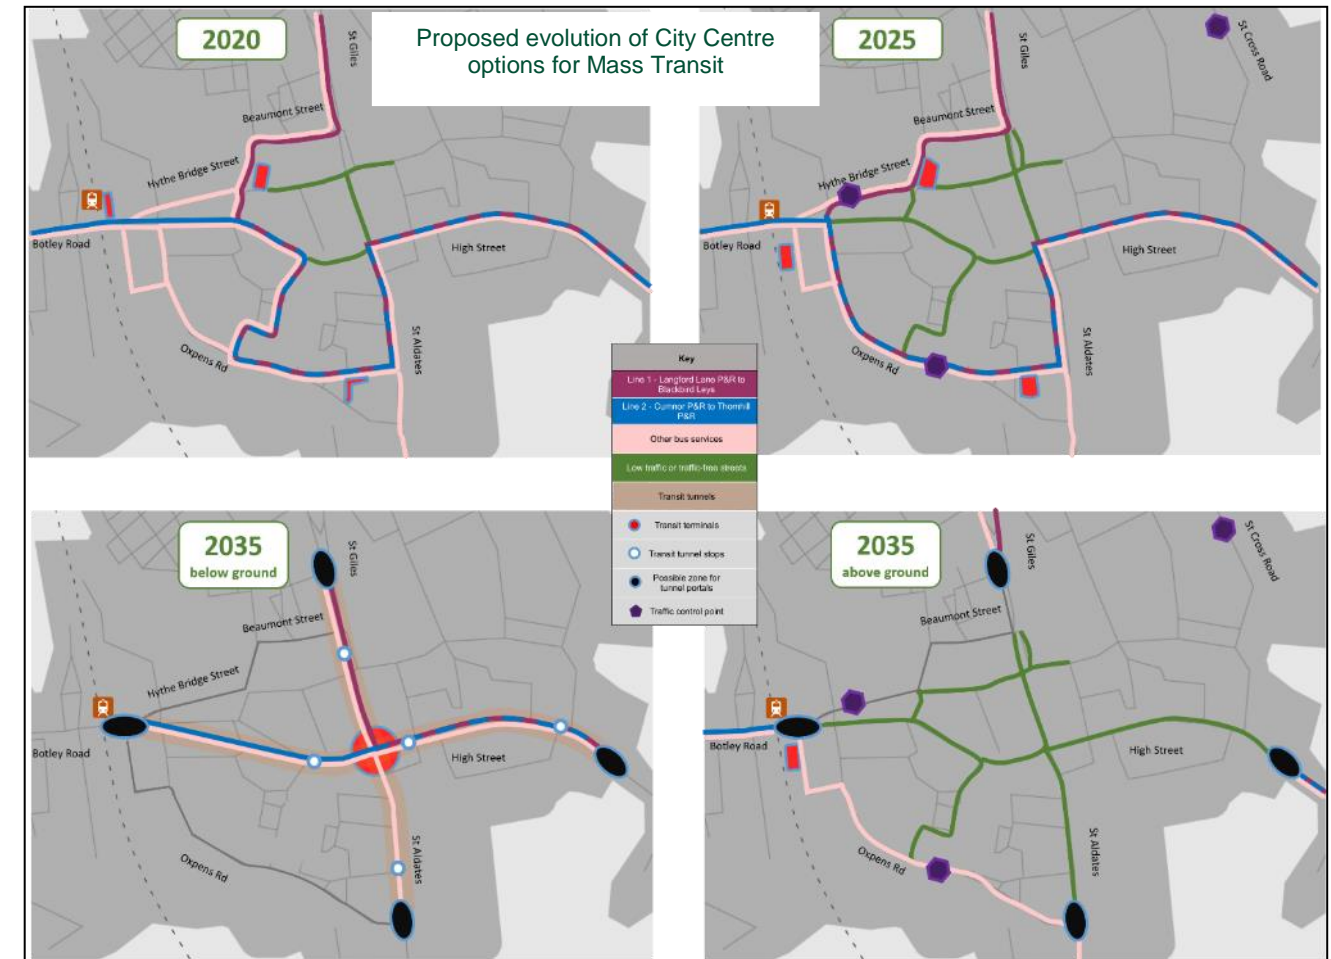 Proposed evolution of City Centre
options for Mass Transit
2020
St Giles
Beaumont Street
Hythe Bridge Street
Botley Road
High Street
Oxpens Rd
St Aldates
2025
St Giles
St Cross Road
Beaumont Street
Hythe Bridge Street
Botley Road
High Street
Oxpens Rd
St Aldates
Key
Line 1 - Langford Lane P&R to
Blackbird Leys
Line 2 - Cumnor P&R to Thornhill
P&R
Other bus services
Low traffic or traffic-free streets
Transit tunnels
Transit terminals
Transit tunnel stops
Possible zone for
tunnel portals
Traffic control point
2035
below ground
St Giles
Beaumont Street
Hythe Bridge Street
Botley Road
High Street
Oxpens Rd
St Aldates
2035
above ground
St Giles
St Cross Road
Beaumont Street
Hythe Bridge Street
Botley Road
High Street
Oxpens Rd
St Aldates